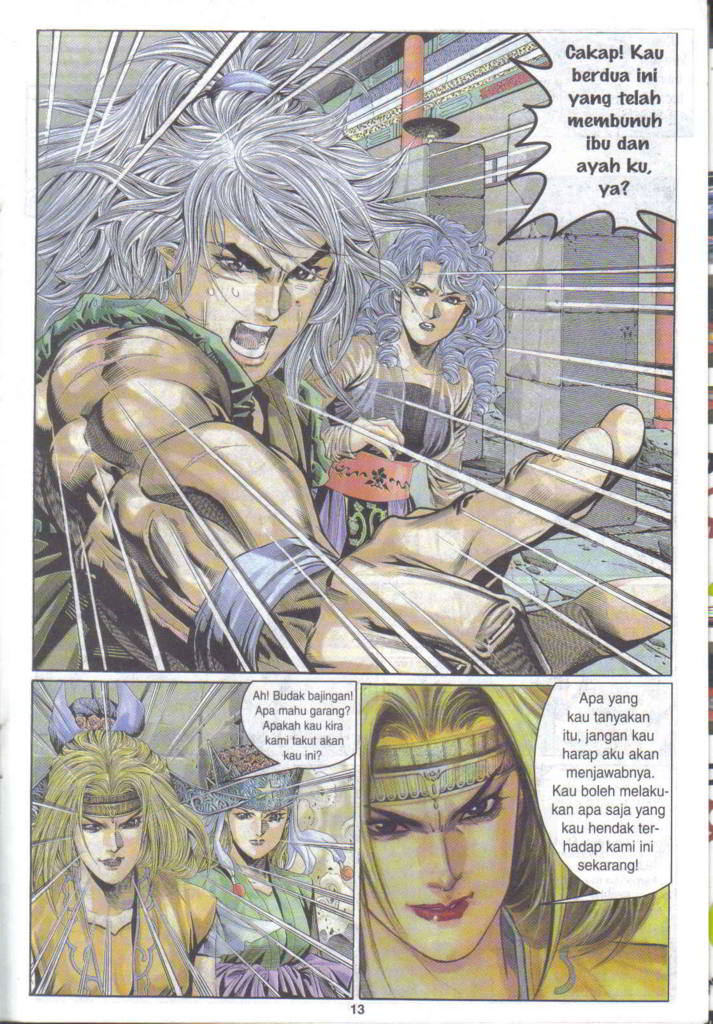 Cakap! Kau
berdua ini
yang telah
membunuh
ibu dan
ayah ku,
ya?
Ah! Budak bajingan!
Apa mahu garang?
Apakah kau kira
kami takut akan
kau ini?
Apa yang
kau tanyakan
itu, jangan kau
harap aku akan
menjawabnya.
Kau boleh melaku-
kan apa saja yang
kau hendak ter-
hadap kami ini
sekarang!
13